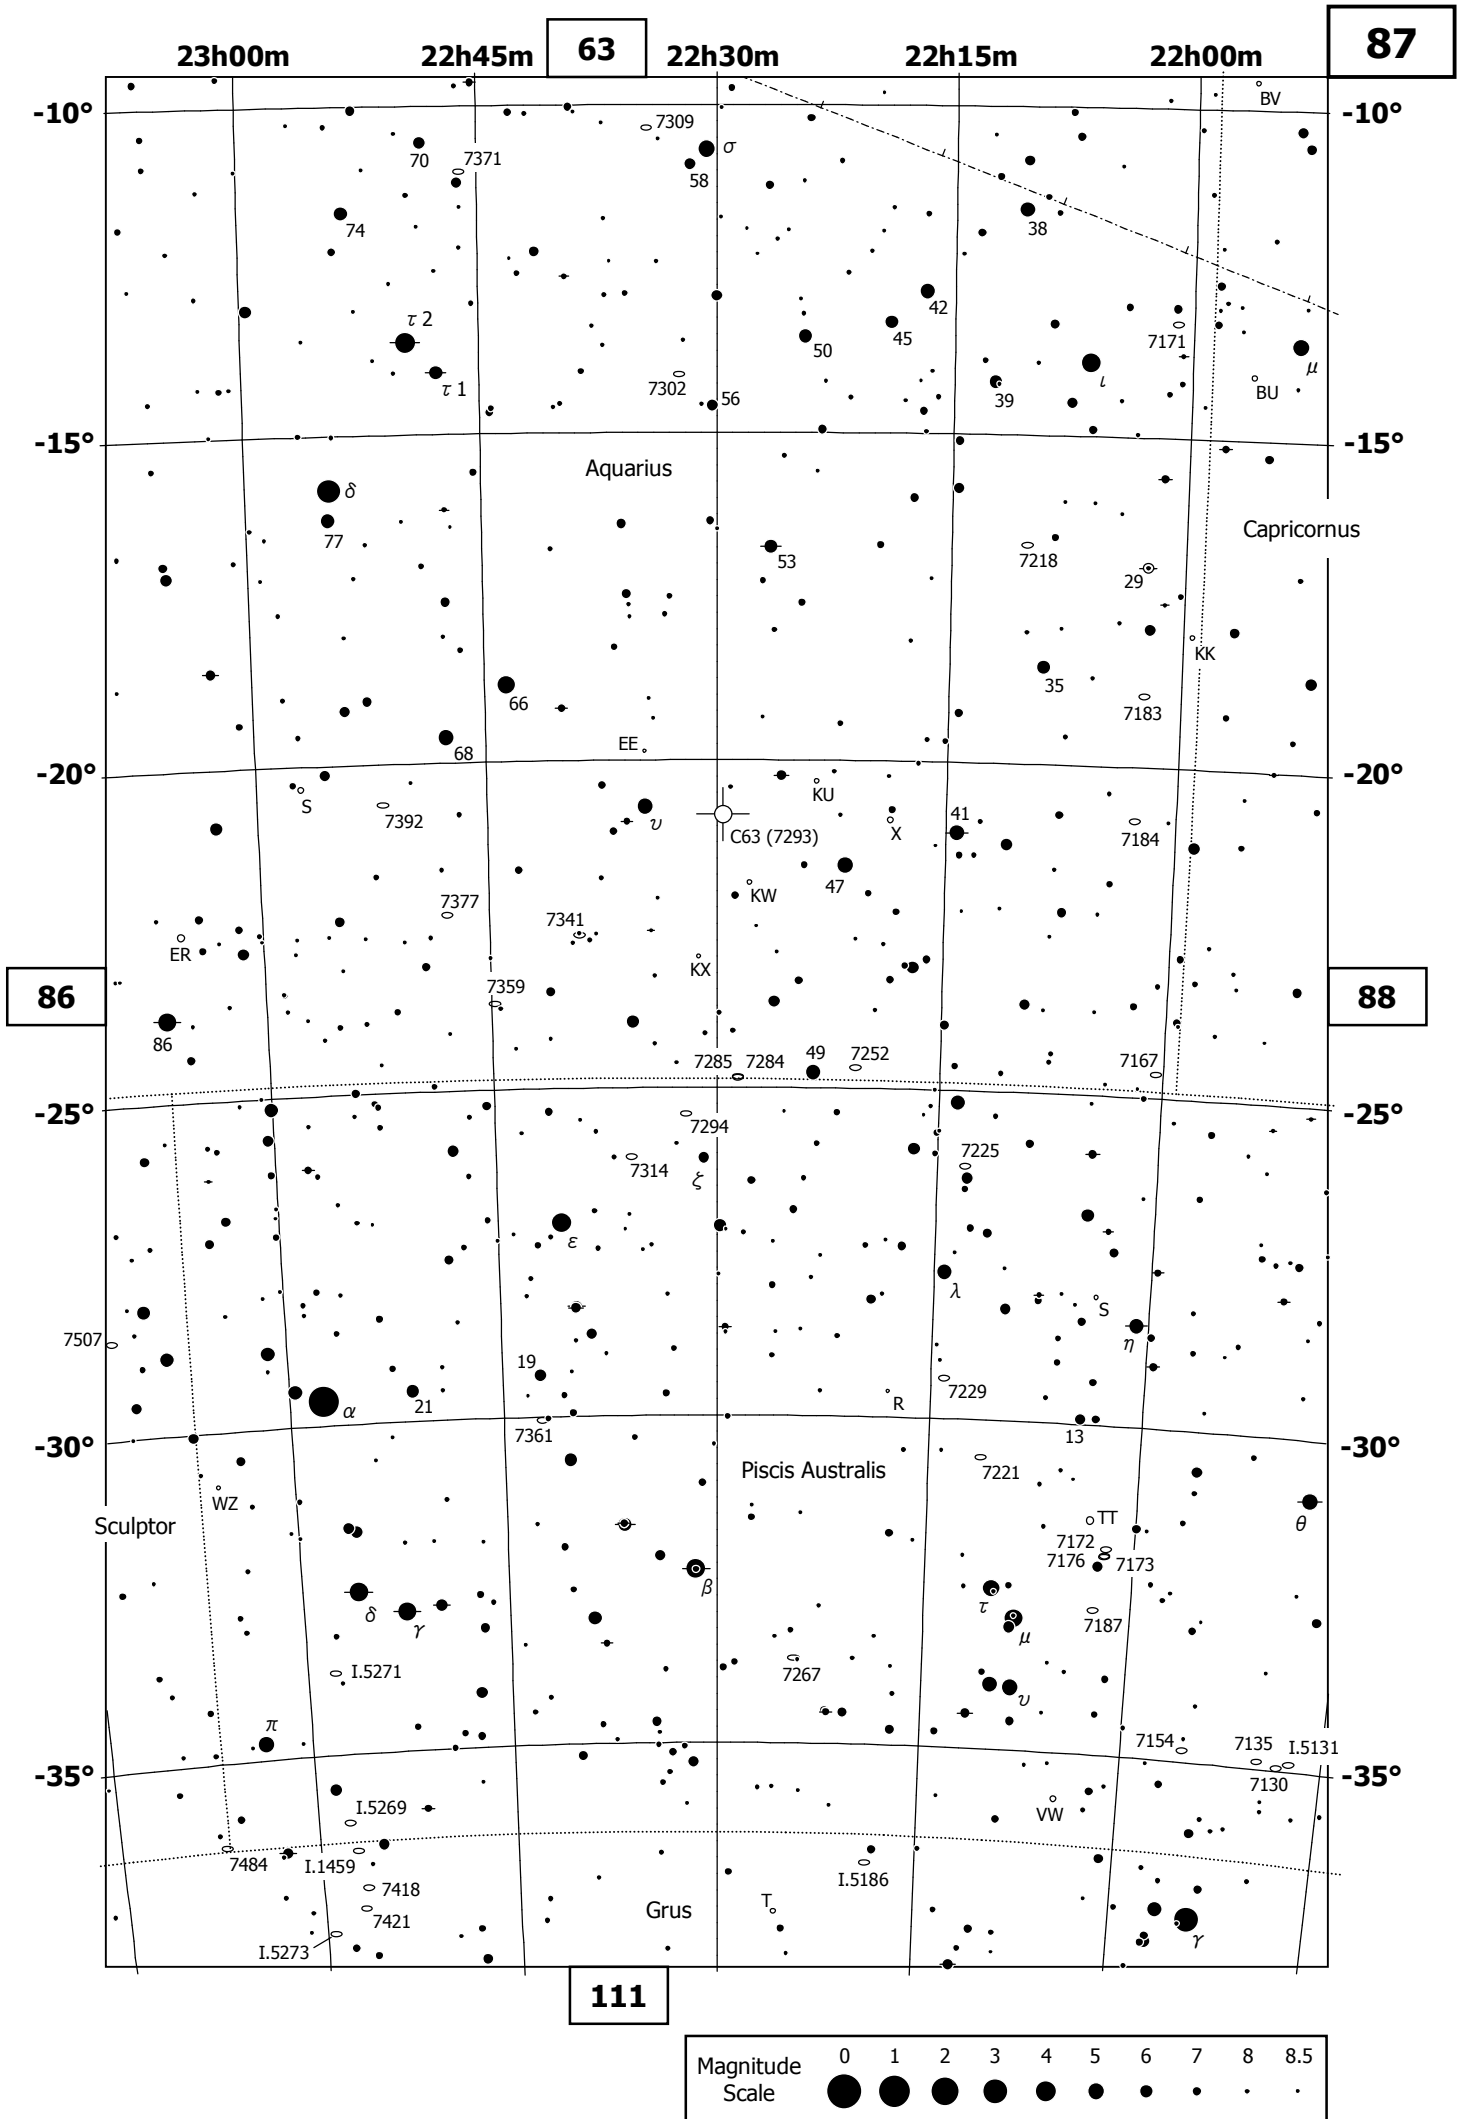 63
87
23h00m 22h45m 22h30m 22h15m 22h00m
BV
-10° -10°
7309
σ
70 7371
58
74
38
τ 2
42
45
7171
50
μ
τ 1
ι
7302
BU
56
39
-15° -15°
Aquarius
δ
Capricornus
77
53
7218
29
KK
35
66
7183
EE
68
-20° -20°
KU
S
41
7392
υ
X
C63 (7293)
7184
47
KW
7377
7341
ER
KX
86
7359
88
86
7285 7284 49 7252
7167
-25° -25°
7294
7225
7314
ζ
ε
λ
S
7507
η
19
α
21
7229
R
7361
13
-30° -30°
Piscis Australis
7221
WZ
TT
θ
Sculptor
7172
7176 7173
β
δ
τ
γ
7187
μ
7267
I.5271
υ
π
7154 7135 I.5131
-35° -35°
7130
I.5269
VW
7484 I.1459
I.5186
7418
T
Grus
7421
γ
I.5273
111
Magnitude
Scale
0 1 2 3 4 5 6 7 8 8.5